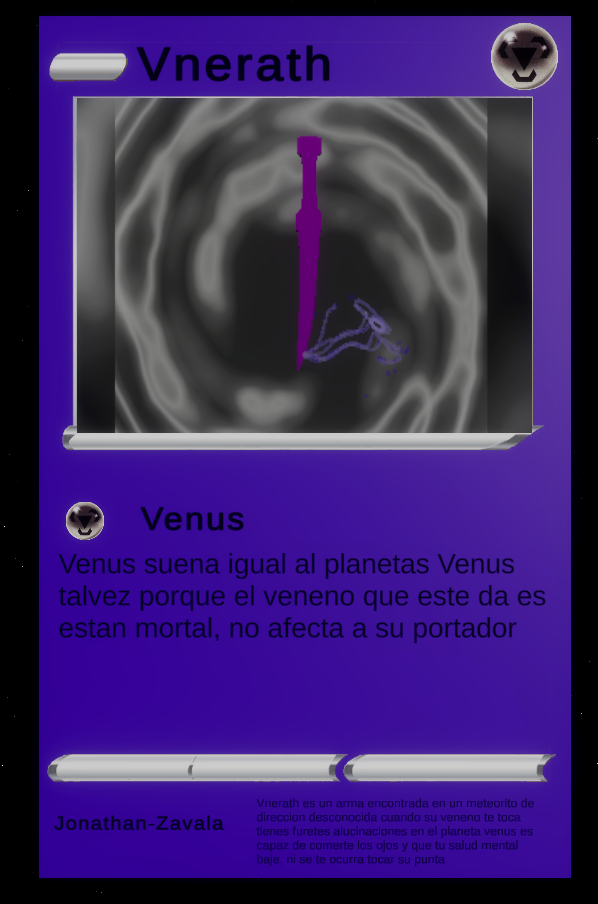 Vnerath
Venus
Venus suena igual al planetas Venus
talvez porque el veneno que este da es
estan mortal, no afecta a su portador
Jonathan-Zavala
Vnerath es un arma encontrada en un meteorito de
direccion desconocida cuando su veneno te toca
tienes furetes alucinaciones en el planeta venus es
capaz de comerte los ojos y que tu salud mental
baje, ni se te ocurra tocar su punta